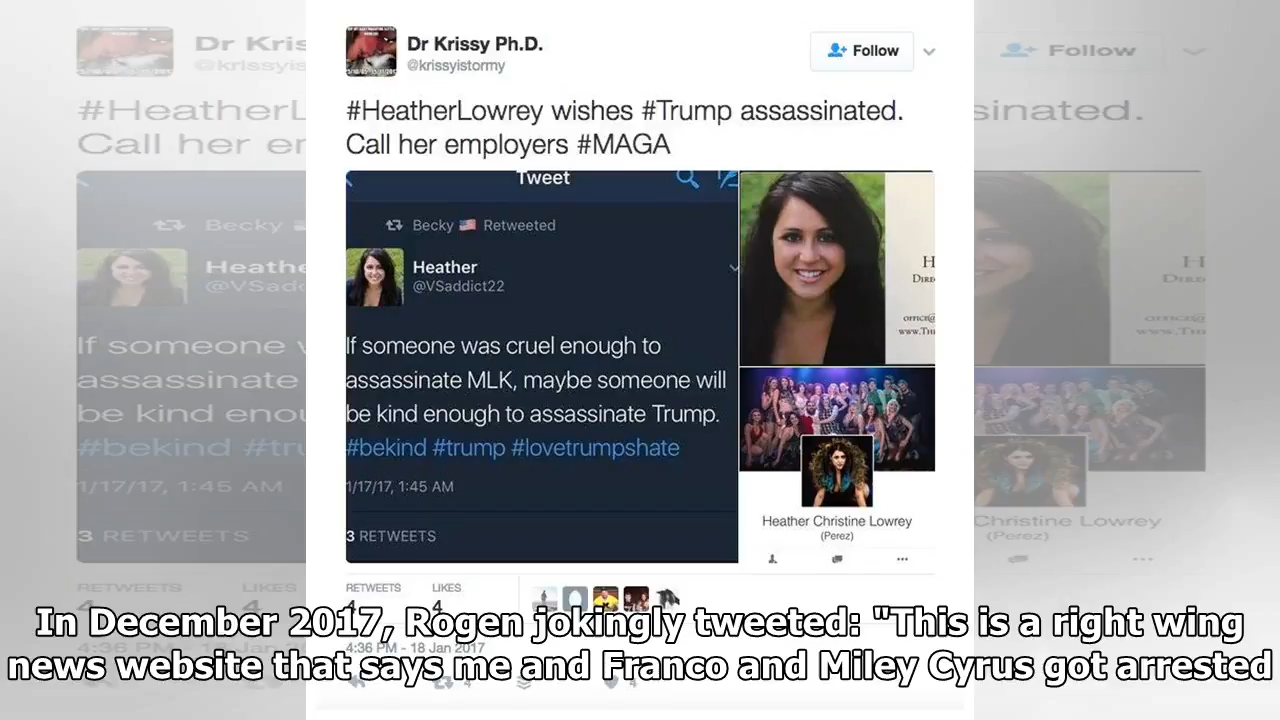 Dr Krissy Ph.D.
@krissyistormy
Follow
#HeatherLowrey wishes #Trump assassinated.
Call her employers #MAGA
Tweet
Becky 🇺🇸 Retweeted
Heather
@VSaddict22
If someone was cruel enough to
assassinate MLK, maybe someone will
be kind enough to assassinate Trump.
#bekind #trump #lovetrumpshate
1/17/17, 1:45 AM
3 RETWEETS
H
Heather Christine Lowrey
(Perez)
RETWEETS LIKES
4 4
4:36 PM - 18 Jan 2017
In December 2017, Rogen jokingly tweeted: "This is a right wing
news website that says me and Franco and Miley Cyrus got arrested